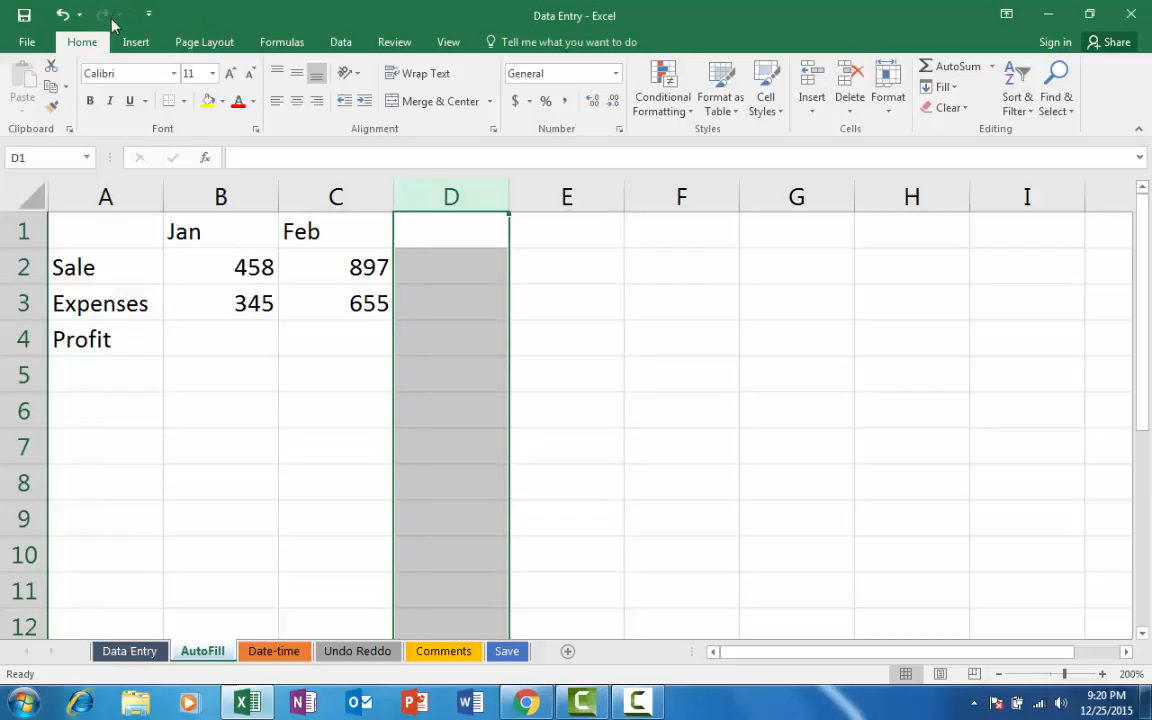 Data Entry - Excel
File Home Insert Page Layout Formulas Data Review View Tell me what you want to do Sign in Share
Paste
Calibri 11
B I U
Wrap Text
Merge & Center
General
$ % ,
Conditional Formatting
Format as Table
Cell Styles
Insert Delete Format
AutoSum
Fill
Clear
Sort & Filter
Find & Select
Clipboard Font Alignment Number Styles Cells Editing
D1 fx
A B C D E F G H I
1 Jan Feb
2 Sale 458 897
3 Expenses 345 655
4 Profit
5
6
7
8
9
10
11
12
Data Entry AutoFill Date-time Undo Reddo Comments Save
Ready 200%
9:20 PM
12/25/2015